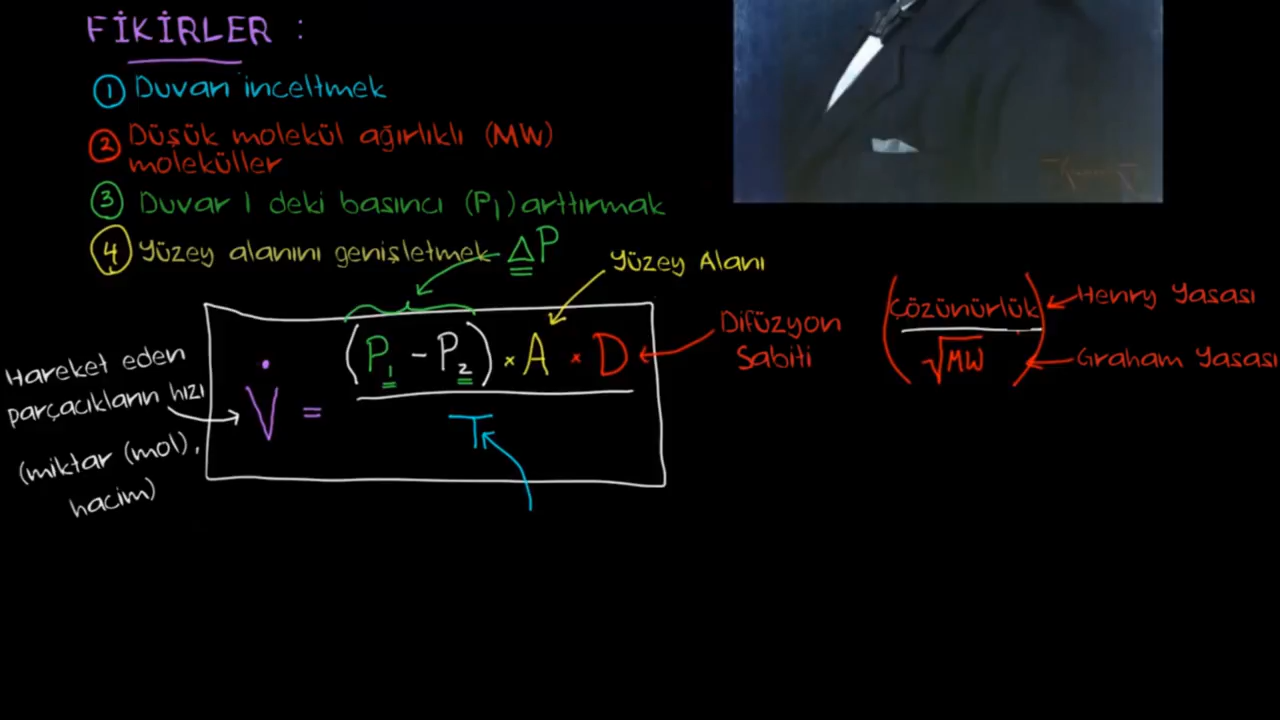 FİKİRLER :
1 Duvarı inceltmek
2 Düşük molekül ağırlıklı (MW)
moleküller
3 Duvar 1 deki basıncı (P₁) arttırmak
4 Yüzey alanını genişletmek
ΔP
Yüzey Alanı
Hareket eden
parçacıkların hızı
(miktar (mol),
hacim)
V̇ = (P₁ - P₂) × A · D
T
Difüzyon
Sabiti
Çözünürlük
√MW
Henry Yasası
Graham Yasası